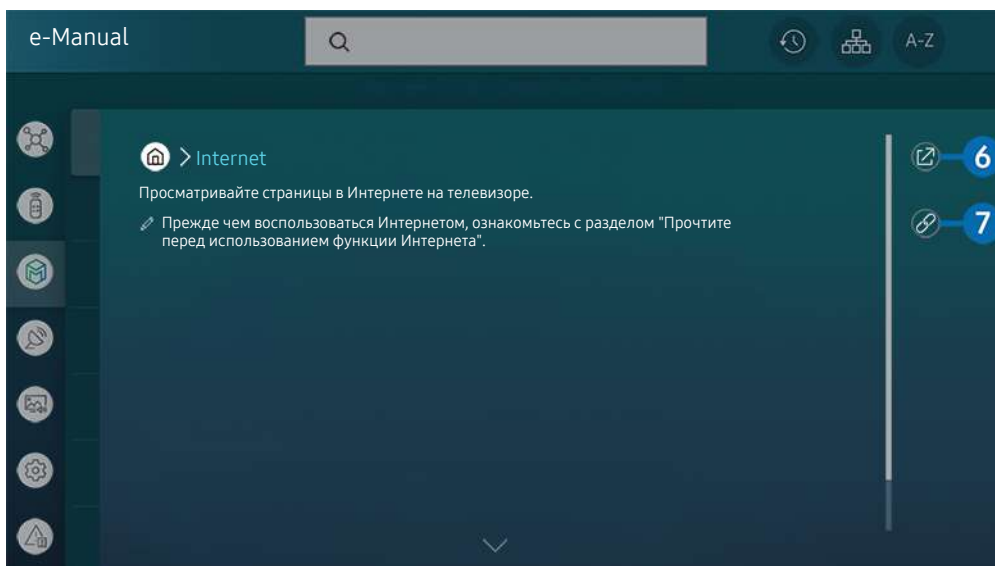 e-Manual
A-Z
Internet
6
Просматривайте страницы в Интернете на телевизоре.
Прежде чем воспользоваться Интернетом, ознакомьтесь с разделом "Прочтите
перед использованием функции Интернета".
7